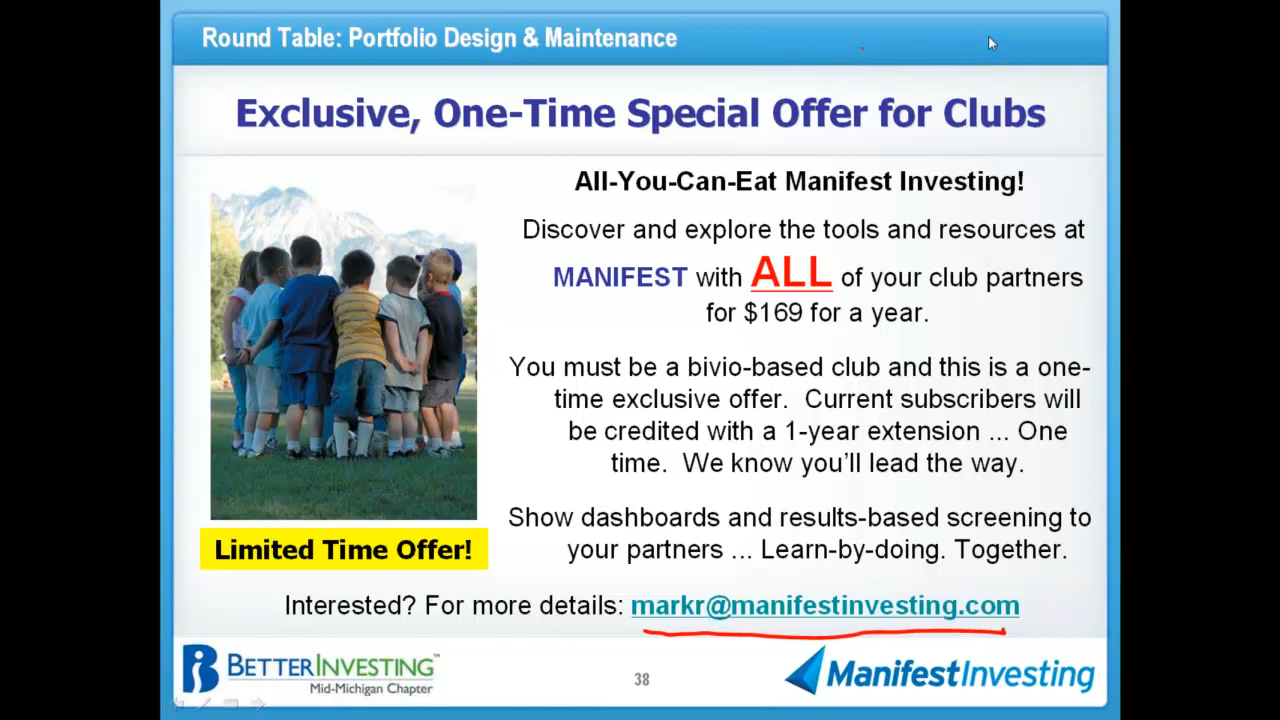 Round Table: Portfolio Design & Maintenance
Exclusive, One-Time Special Offer for Clubs
All-You-Can-Eat Manifest Investing!
Discover and explore the tools and resources at
MANIFEST with ALL of your club partners
for $169 for a year.
You must be a bivio-based club and this is a one-
time exclusive offer.  Current subscribers will
be credited with a 1-year extension ... One
time.  We know you'll lead the way.
Show dashboards and results-based screening to
your partners ... Learn-by-doing. Together.
Limited Time Offer!
Interested? For more details: markr@manifestinvesting.com
BETTERINVESTING™
Mid-Michigan Chapter
38
ManifestInvesting